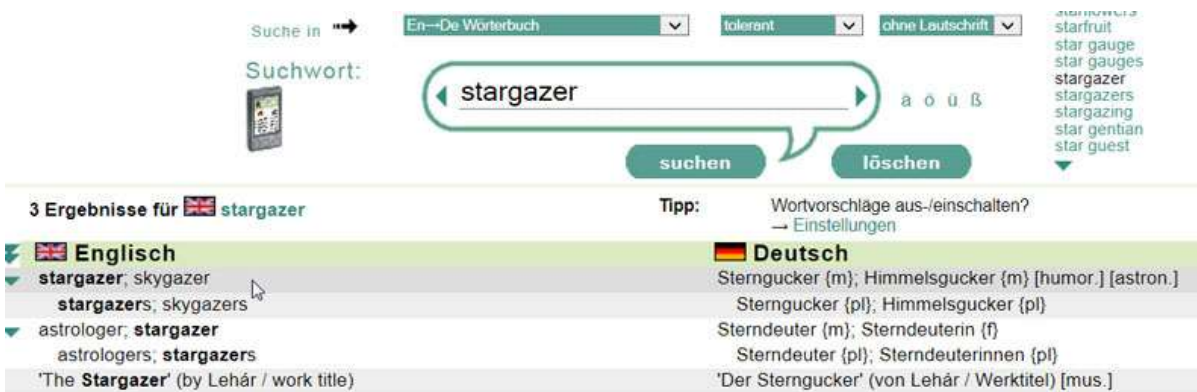 starflowers
Suche in En→De Wörterbuch tolerant ohne Lautschrift
starfruit
star gauge
star gauges
stargazer
stargazers
stargazing
star gentian
star guest
Suchwort:
stargazer
ä ö ü ß
suchen löschen
3 Ergebnisse für stargazer
Tipp: Wortvorschläge aus-/einschalten?
→ Einstellungen
Englisch Deutsch
stargazer; skygazer Sterngucker {m}; Himmelsgucker {m} [humor.] [astron.]
stargazers; skygazers Sterngucker {pl}; Himmelsgucker {pl}
astrologer; stargazer Sterndeuter {m}; Sterndeuterin {f}
astrologers; stargazers Sterndeuter {pl}; Sterndeuterinnen {pl}
'The Stargazer' (by Lehár / work title) 'Der Sterngucker' (von Lehár / Werktitel) [mus.]